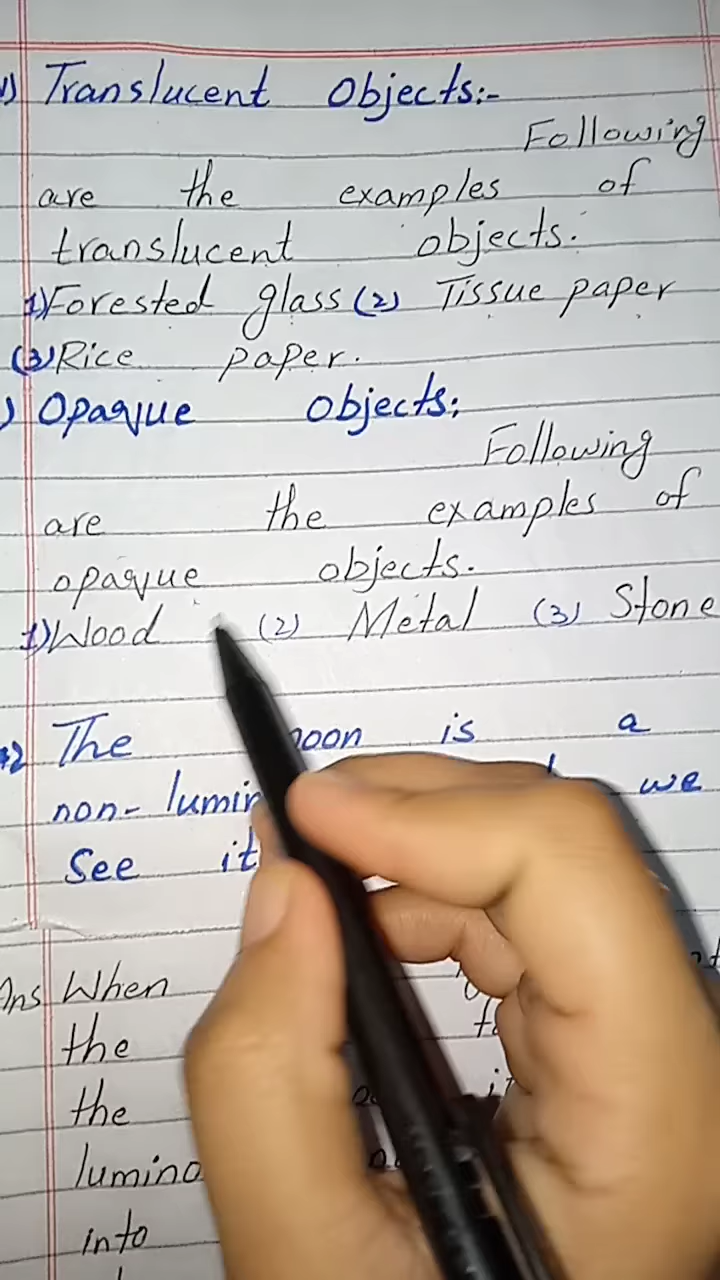 Translucent Objects:-
Following
are the examples of
translucent objects.
1) Forested glass (2) Tissue paper
(3) Rice paper.
) Opaque Objects:
Following
are the examples of
opaque objects.
1) Wood (2) Metal (3) Stone
The moon is a
non-lumin we
See it
Ans When
the
the
lumino
into